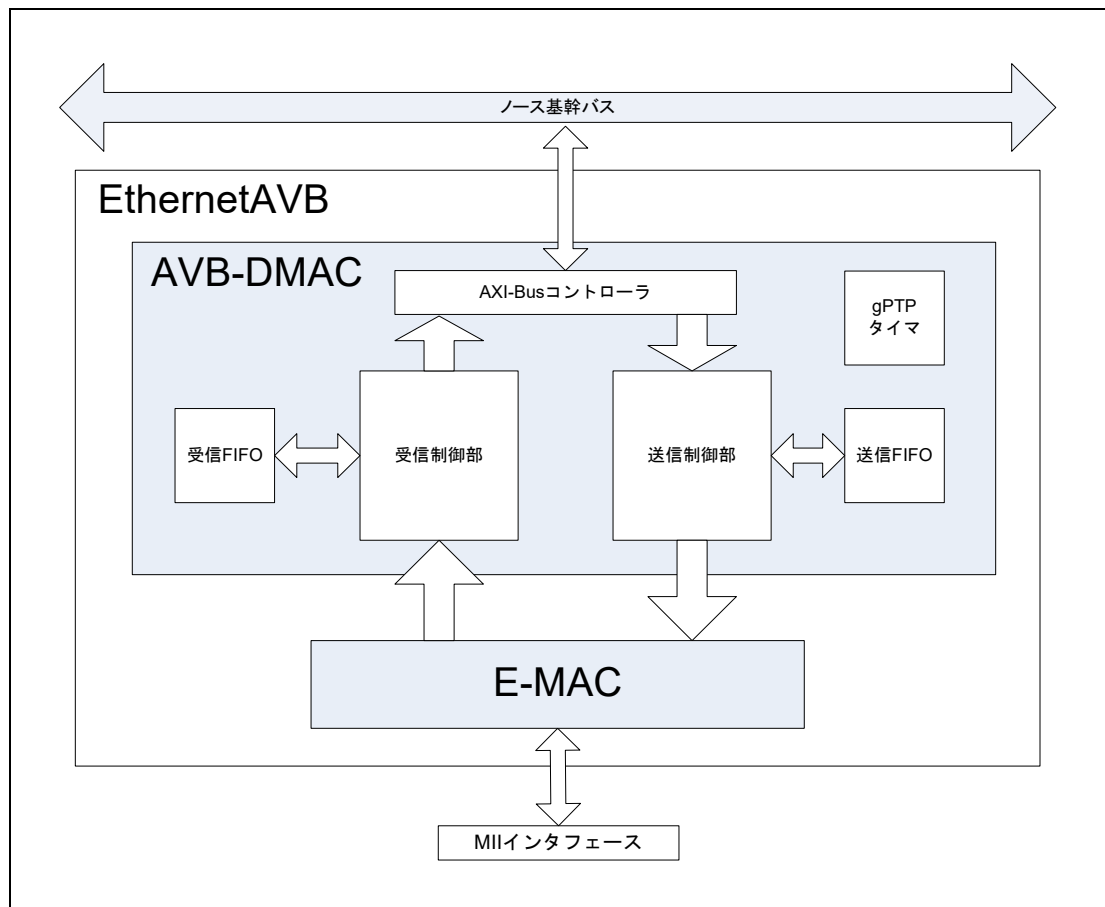 ノース基幹バス
EthernetAVB
AVB-DMAC
AXI-Busコントローラ
gPTP
タイマ
受信FIFO
受信制御部
送信制御部
送信FIFO
E-MAC
MIIインタフェース